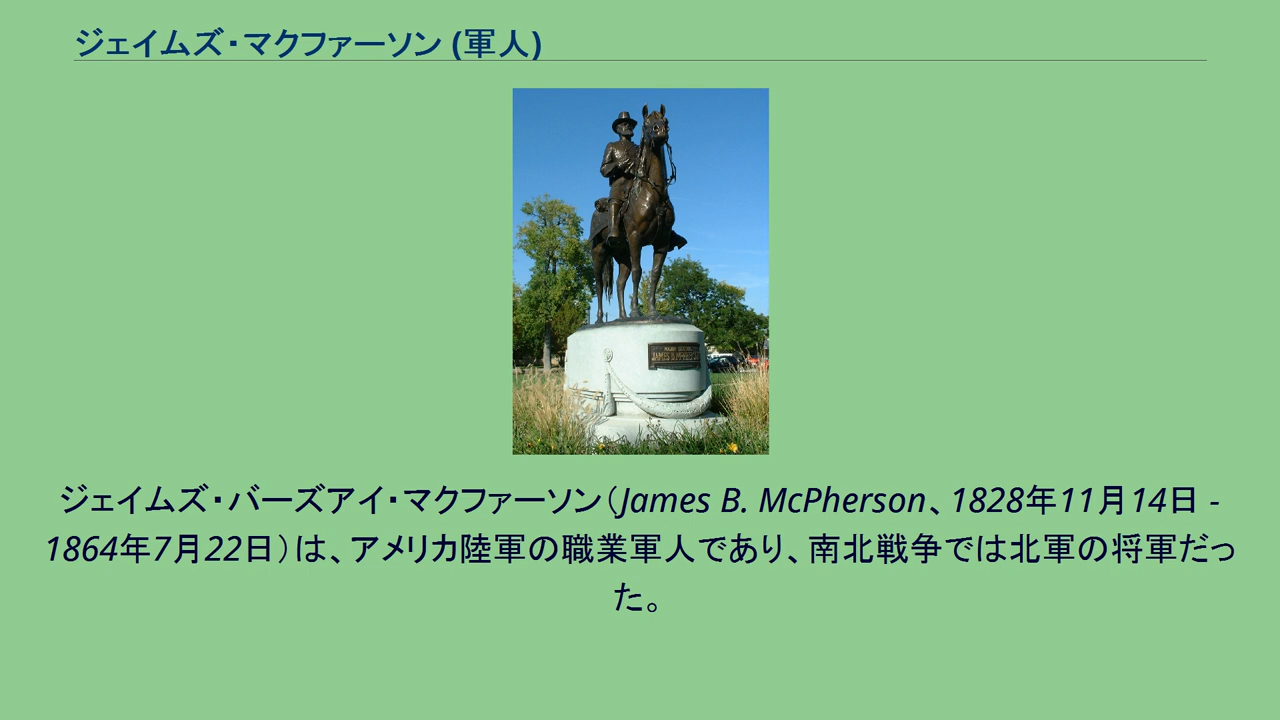 ジェイムズ・マクファーソン (軍人)
MAJOR GENERAL
JAMES B. McPHERSON
ジェイムズ・バーズアイ・マクファーソン（James B. McPherson、1828年11月14日 -
1864年7月22日）は、アメリカ陸軍の職業軍人であり、南北戦争では北軍の将軍だっ
た。